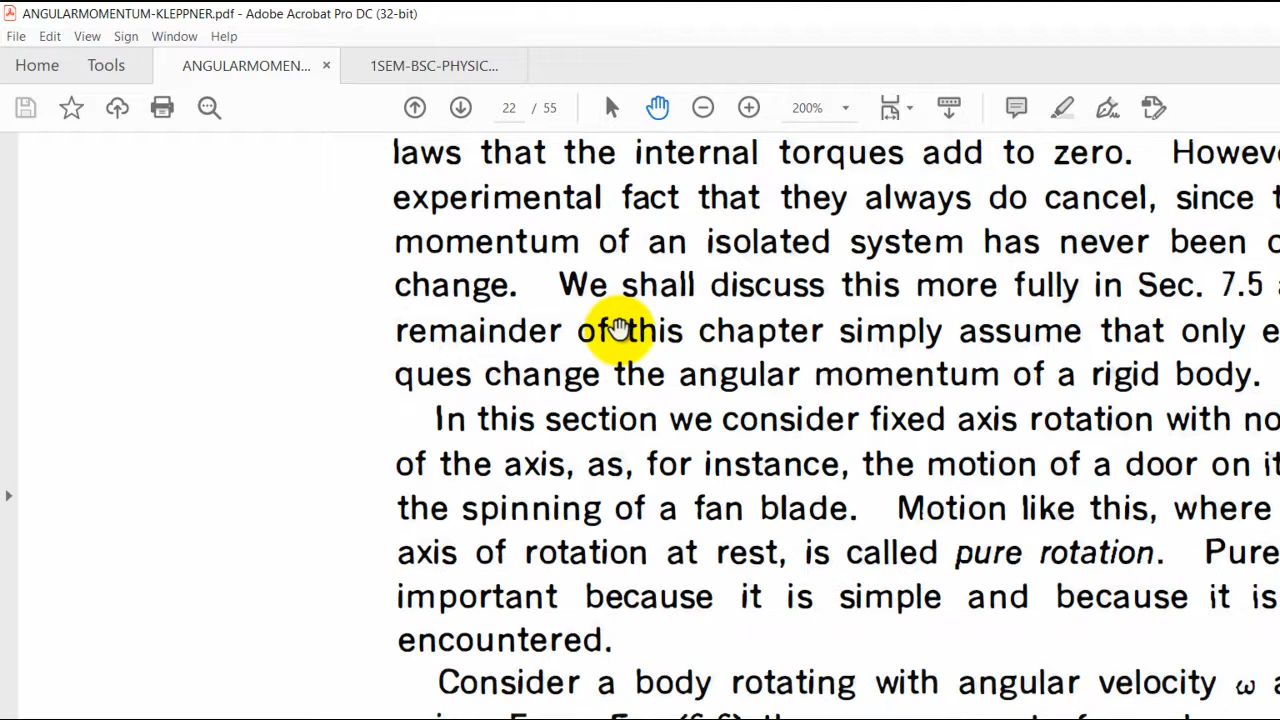 ANGULARMOMENTUM-KLEPPNER.pdf - Adobe Acrobat Pro DC (32-bit)
File Edit View Sign Window Help
Home Tools ANGULARMOMEN... × 1SEM-BSC-PHYSIC...
22 / 55 200%
laws that the internal torques add to zero. Howeve
experimental fact that they always do cancel, since
momentum of an isolated system has never been
change. We shall discuss this more fully in Sec. 7.5
remainder of this chapter simply assume that only
ques change the angular momentum of a rigid body.
In this section we consider fixed axis rotation with no
of the axis, as, for instance, the motion of a door on
the spinning of a fan blade. Motion like this, where
axis of rotation at rest, is called pure rotation. Pure
important because it is simple and because it is
encountered.
Consider a body rotating with angular velocity ω